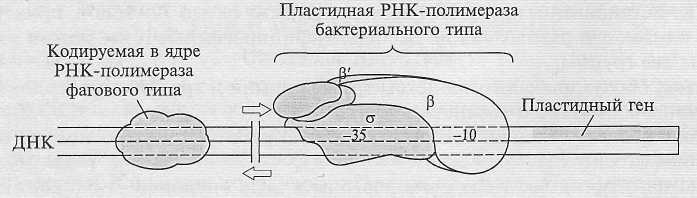 Пластидная РНК-полимераза
бактериального типа
Кодируемая в ядре
РНК-полимераза
фагового типа
β′
β
σ
Пластидный ген
ДНК
–35
–10